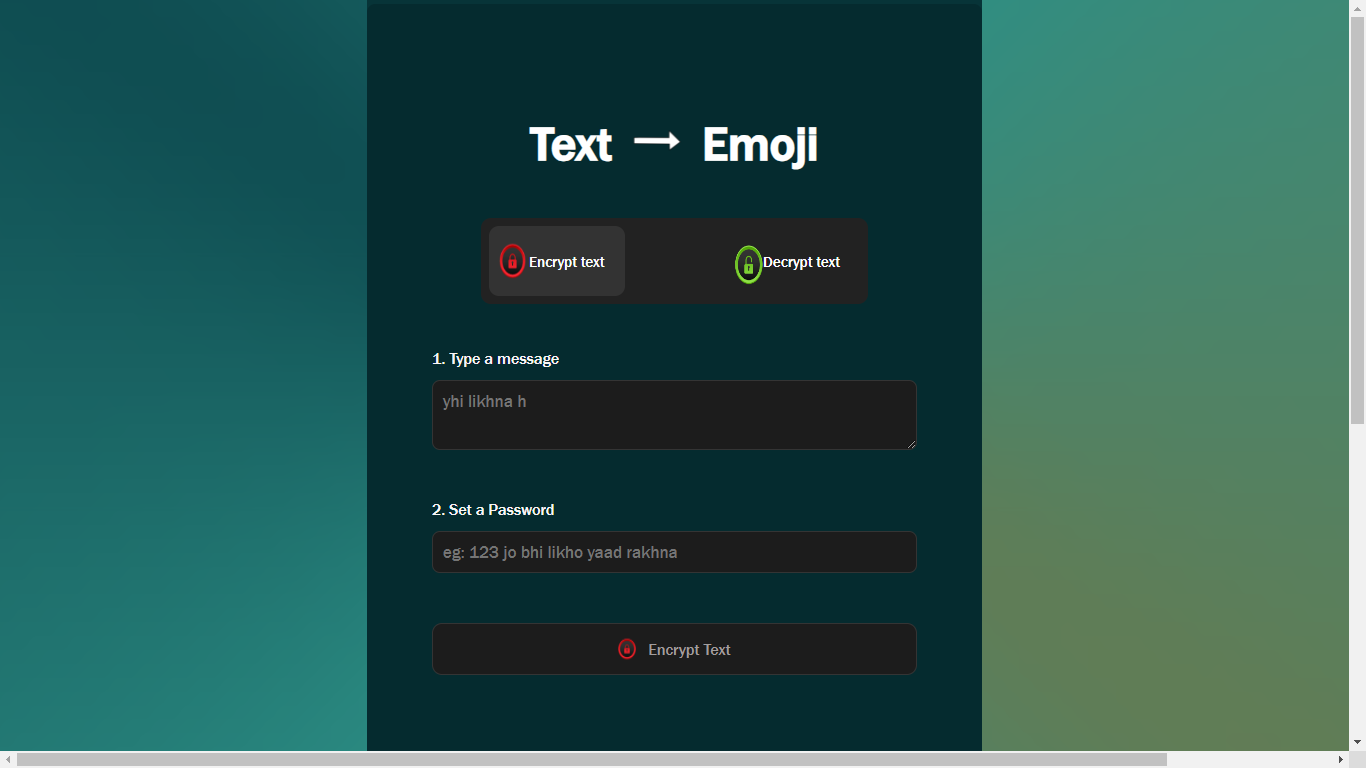 Text → Emoji
Encrypt text Decrypt text
1. Type a message
yhi likhna h
2. Set a Password
eg: 123 jo bhi likho yaad rakhna
Encrypt Text